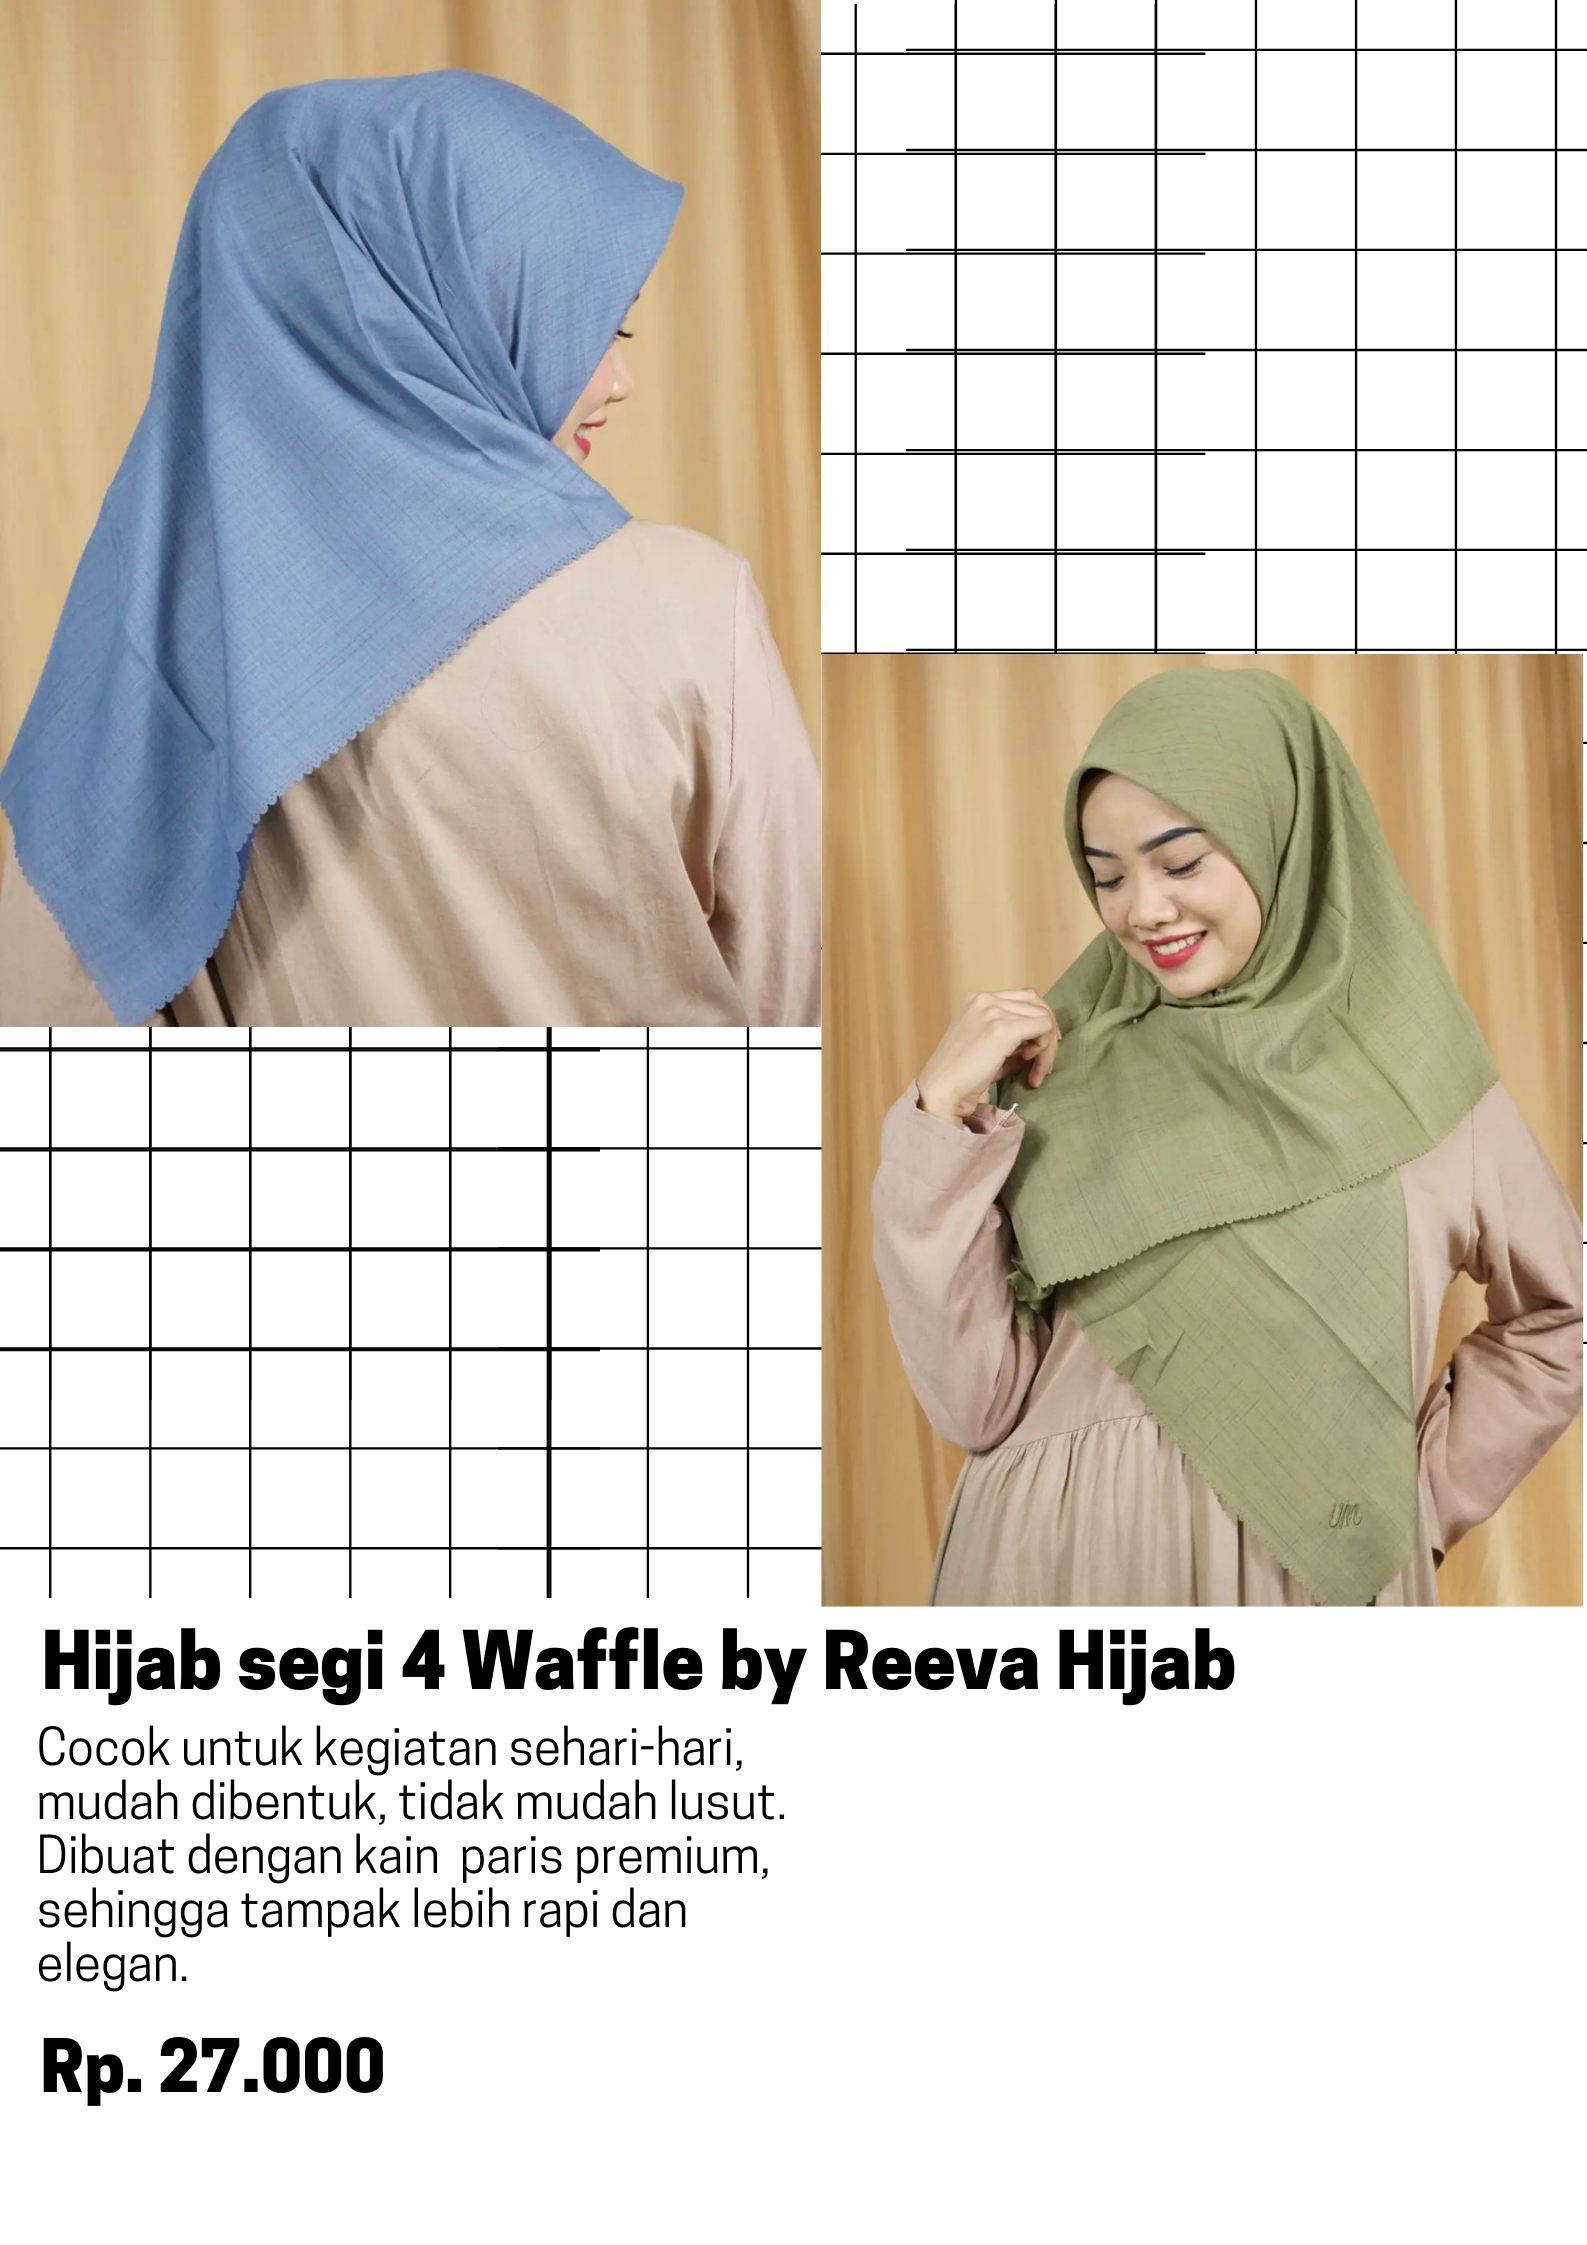 UM
Hijab segi 4 Waffle by Reeva Hijab
Cocok untuk kegiatan sehari-hari,
mudah dibentuk, tidak mudah lusut.
Dibuat dengan kain  paris premium,
sehingga tampak lebih rapi dan
elegan.
Rp. 27.000